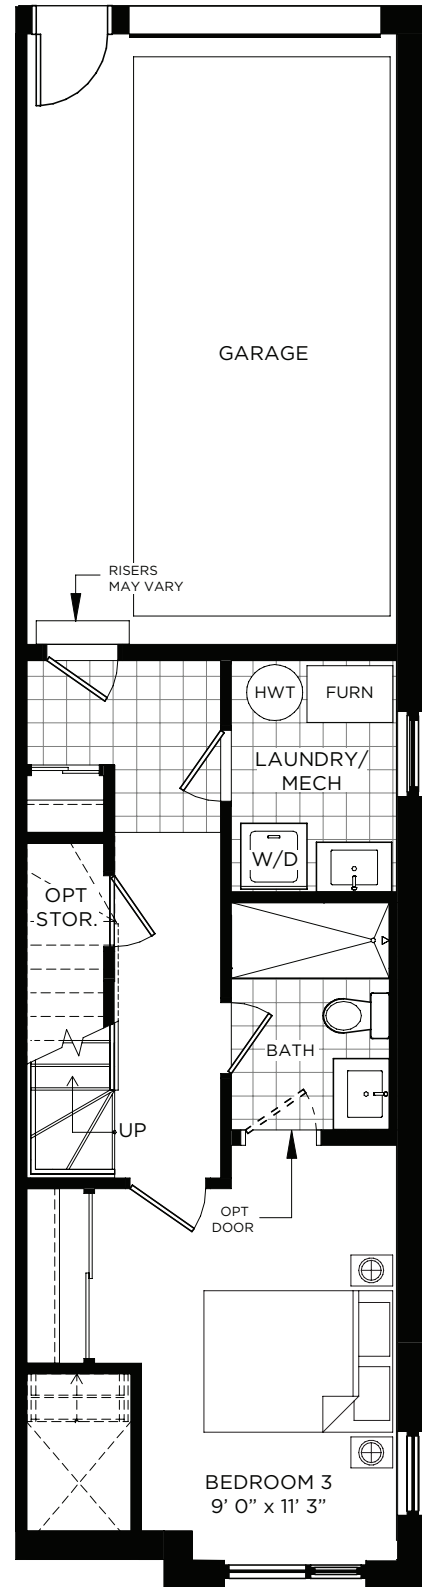 GARAGE
RISERS
MAY VARY
HWT
FURN
LAUNDRY/
MECH
W/D
OPT
STOR.
BATH
UP
OPT
DOOR
BEDROOM 3
9’ 0” x 11’ 3”